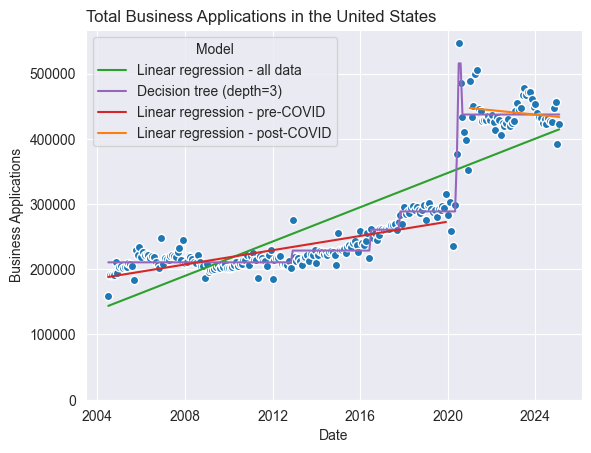 Total Business Applications in the United States
Model
Linear regression - all data
Decision tree (depth=3)
Linear regression - pre-COVID
Linear regression - post-COVID
500000
400000
300000
200000
100000
0
Business Applications
2004
2008
2012
2016
2020
2024
Date